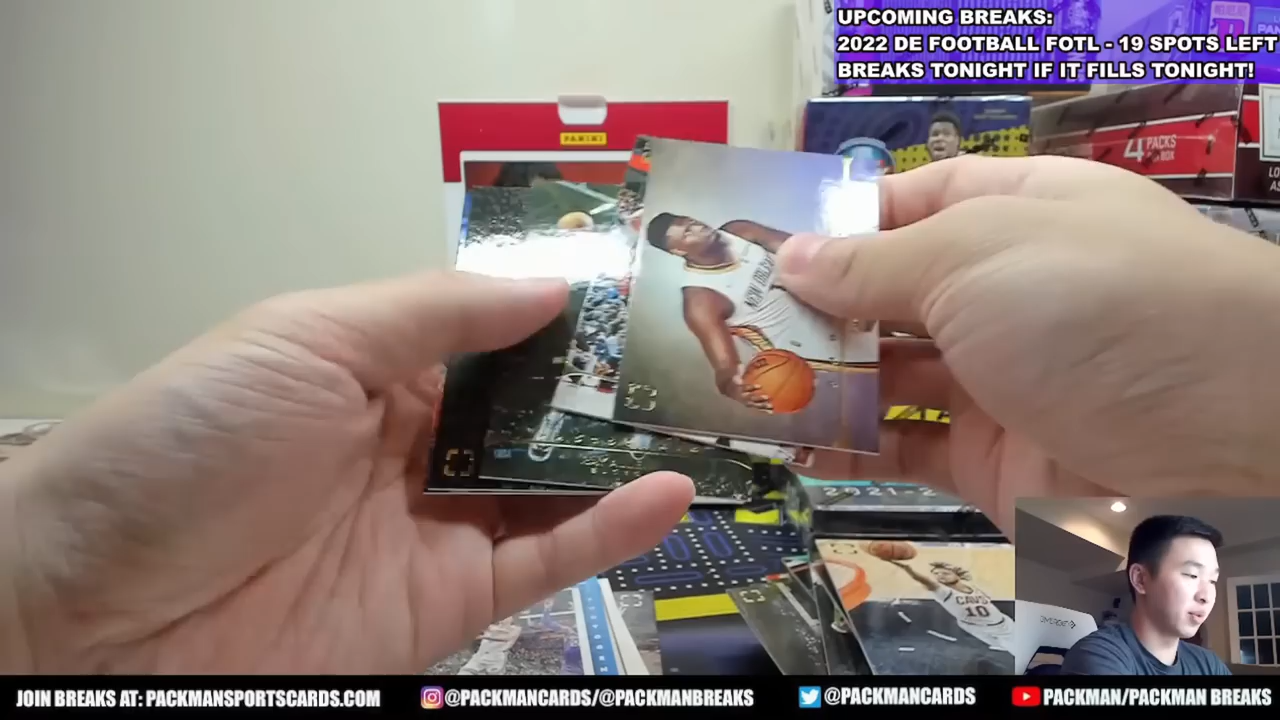 UPCOMING BREAKS:
2022 DE FOOTBALL FOTL - 19 SPOTS LEFT
BREAKS TONIGHT IF IT FILLS TONIGHT!
PANINI
4 PACKS
NEW ORLEANS
2021-2
CAVS
10
JOIN BREAKS AT: PACKMANSPORTSCARDS.COM
@PACKMANCARDS/@PACKMANBREAKS
@PACKMANCARDS
PACKMAN/PACKMAN BREAKS